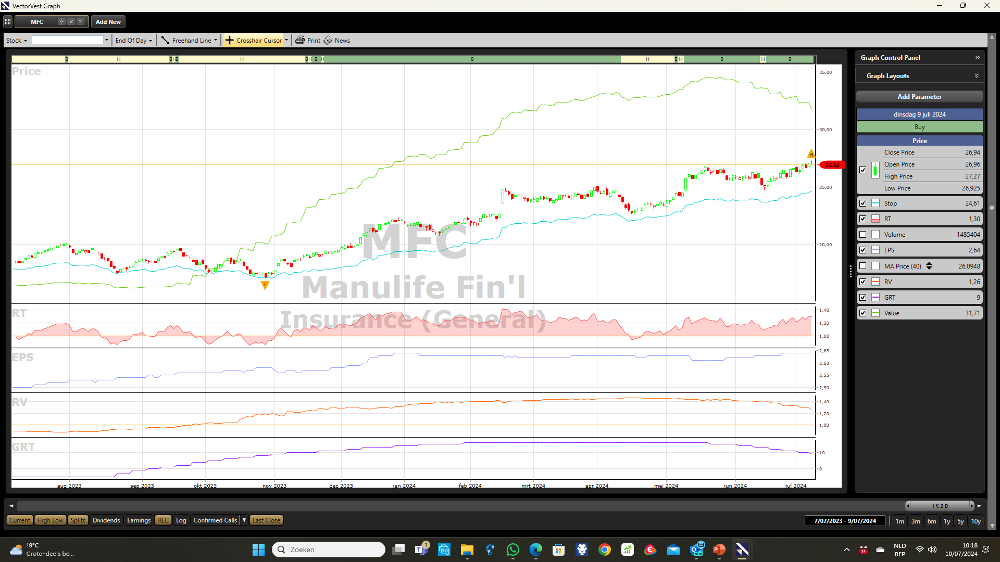 VectorVest Graph
MFC
Add New
Stock
End Of Day
Freehand Line
Crosshair Cursor
Print
News
B H BHB H BH B H B H B H B H B
Price
35,00
30,00
25,00
20,00
H
26,94
L
MFC
Manulife Fin'l
Insurance (General)
RT
1,40
1,20
1,00
EPS
2,65
2,60
2,55
2,50
RV
1,40
1,20
1,00
GRT
10
0
aug 2023 sep 2023 okt 2023 nov 2023 dec 2023 jan 2024 feb 2024 mrt 2024 apr 2024 mei 2024 jun 2024 jul 2024
Graph Control Panel
Graph Layouts
Add Parameter
dinsdag 9 juli 2024
Buy
Price
Close Price 26,94
Open Price 26,96
High Price 27,27
Low Price 26,925
Stop 24,61
RT 1,30
Volume 1485404
EPS 2,64
MA Price (40) 26,0948
RV 1,26
GRT 9
Value 31,71
1 Y, 2 D
Current High Low Splits Dividends Earnings REC Log Confirmed Calls Last Close
7/07/2023 - 9/07/2024
1m 3m 6m 1y 5y 10y
19°C
Grotendeels be...
Zoeken
1
NEW
14
NLD
BEP
10:18
10/07/2024